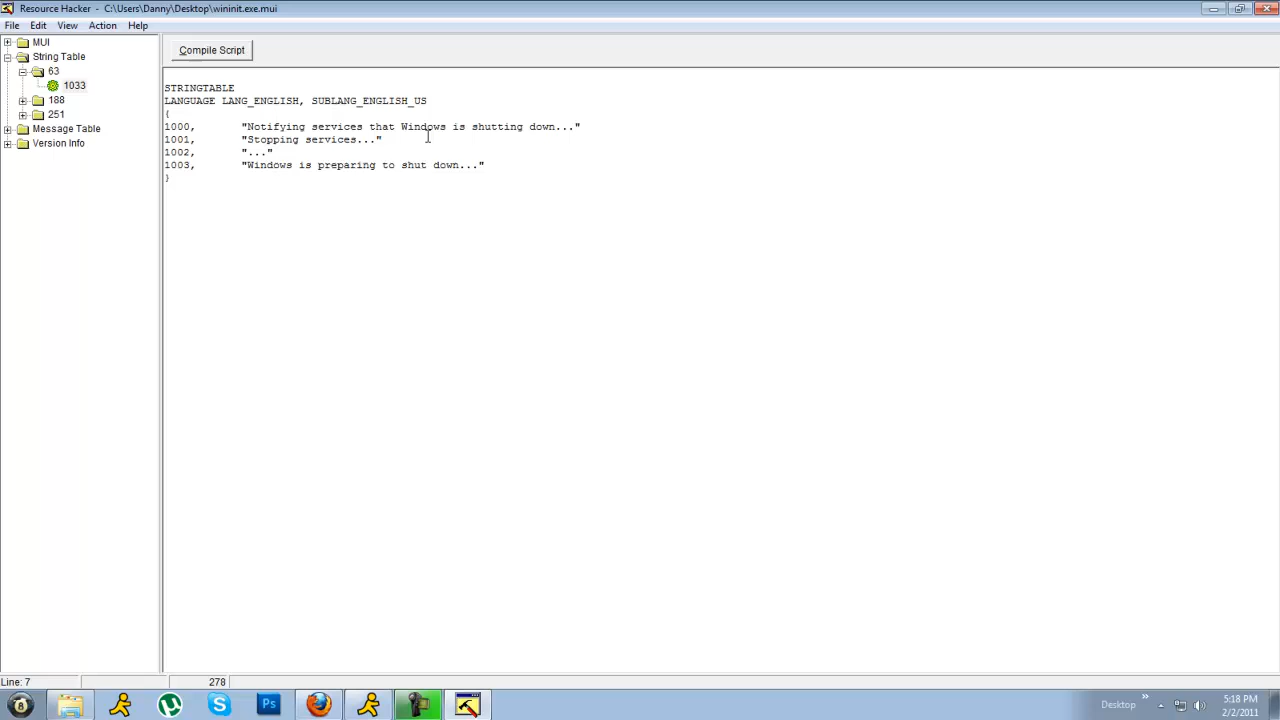 Resource Hacker - C:\Users\Danny\Desktop\wininit.exe.mui
File Edit View Action Help
MUI
String Table
63
1033
188
251
Message Table
Version Info
Compile Script
STRINGTABLE
LANGUAGE LANG_ENGLISH, SUBLANG_ENGLISH_US
{
1000, "Notifying services that Windows is shutting down..."
1001, "Stopping services..."
1002, "..."
1003, "Windows is preparing to shut down..."
}
Line: 7 278
8 Ps Desktop » 5:18 PM
2/2/2011